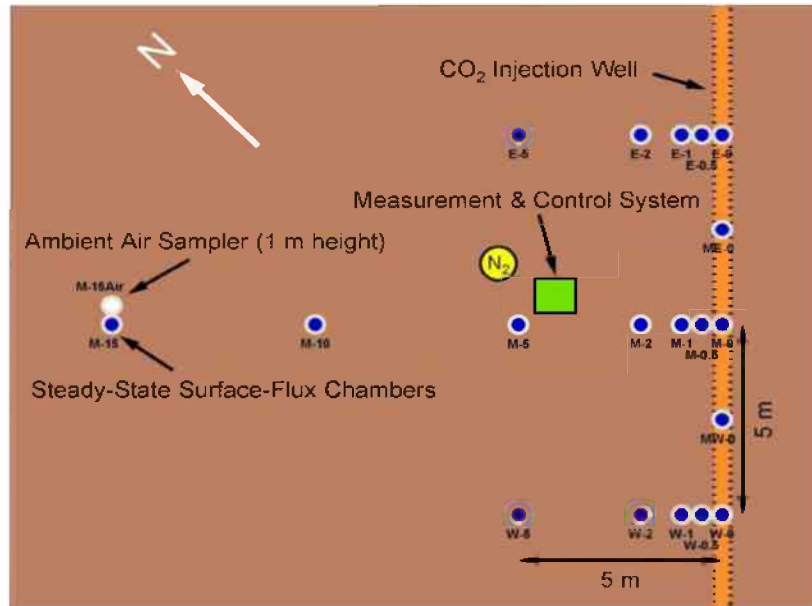 N
CO2 Injection Well
E-5
E-2
E-1
E-0
E-0.5
Measurement & Control System
ME-0
Ambient Air Sampler (1 m height)
N2
M-15Air
M-15
M-10
M-5
M-2
M-1
M-0
M-0.5
Steady-State Surface-Flux Chambers
MW-0
5 m
W-5
W-2
W-1
W-0
W-0.5
5 m